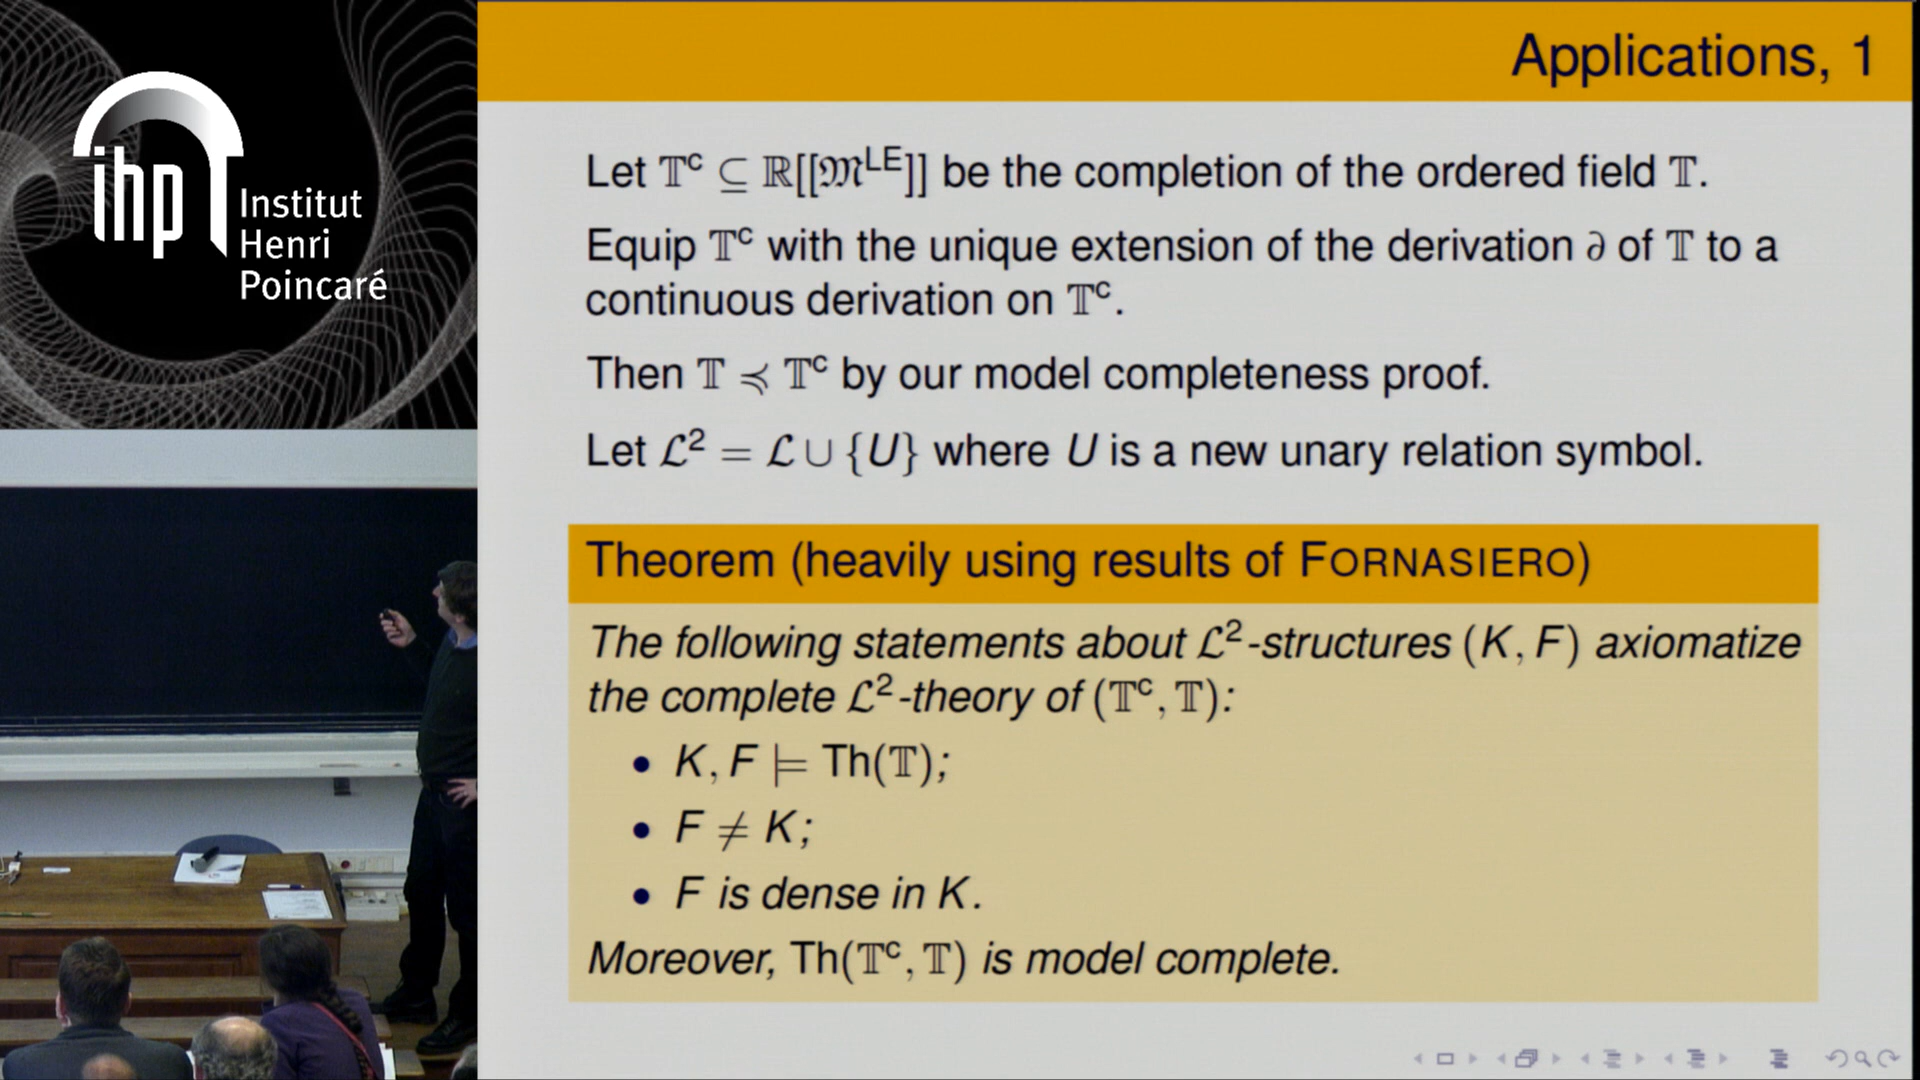 ihp
Institut
Henri
Poincaré
Applications, 1
Let 𝕋ᶜ ⊆ ℝ[[𝔐ᴸᴱ]] be the completion of the ordered field 𝕋.
Equip 𝕋ᶜ with the unique extension of the derivation ∂ of 𝕋 to a
continuous derivation on 𝕋ᶜ.
Then 𝕋 ≼ 𝕋ᶜ by our model completeness proof.
Let ℒ² = ℒ ∪ {U} where U is a new unary relation symbol.
Theorem (heavily using results of FORNASIERO)
The following statements about ℒ²-structures (K, F) axiomatize
the complete ℒ²-theory of (𝕋ᶜ, 𝕋):
• K, F ⊨ Th(𝕋);
• F ≠ K;
• F is dense in K.
Moreover, Th(𝕋ᶜ, 𝕋) is model complete.